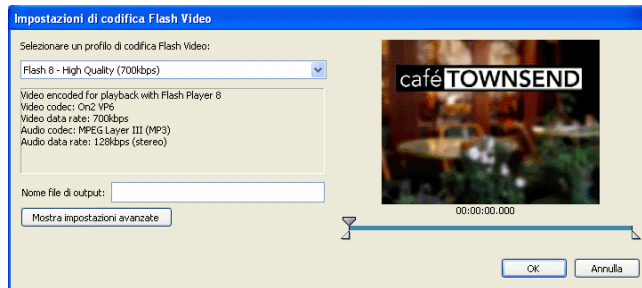 Impostazioni di codifica Flash Video
Selezionare un profilo di codifica Flash Video:
Flash 8 - High Quality (700kbps)
Video encoded for playback with Flash Player 8
Video codec: On2 VP6
Video data rate: 700kbps
Audio codec: MPEG Layer III (MP3)
Audio data rate: 128kbps (stereo)
Nome file di output:
Mostra impostazioni avanzate
café TOWNSEND
00:00:00.000
OK
Annulla